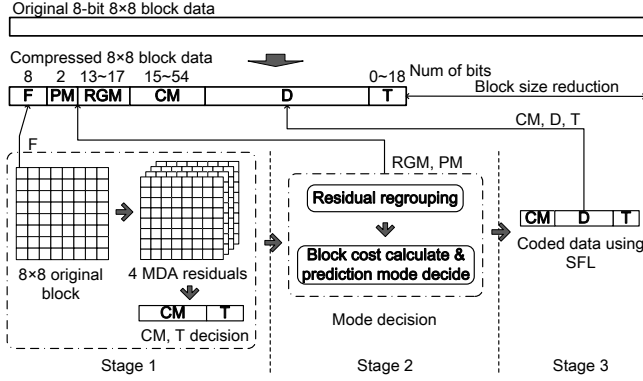 Original 8-bit 8×8 block data
Compressed 8×8 block data
8 2 13~17 15~54 0~18 Num of bits
F PM RGM CM D T
Block size reduction
F
RGM, PM
CM, D, T
8×8 original
block
4 MDA residuals
CM T
CM, T decision
Stage 1
Residual regrouping
Block cost calculate &
prediction mode decide
Mode decision
Stage 2
CM D T
Coded data using
SFL
Stage 3